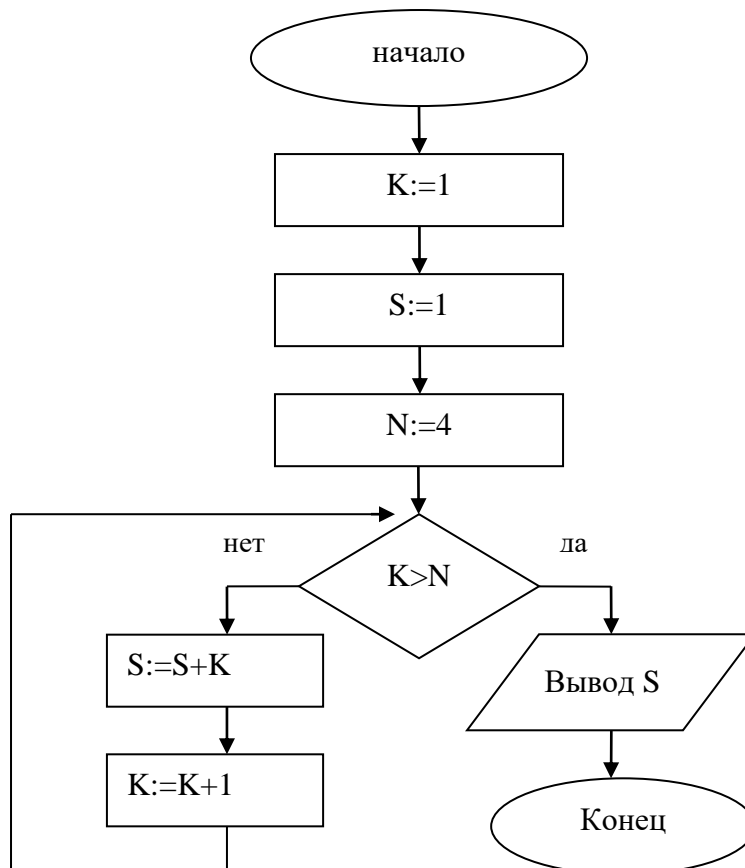 начало
K:=1
S:=1
N:=4
нет
да
K>N
S:=S+K
Вывод S
K:=K+1
Конец